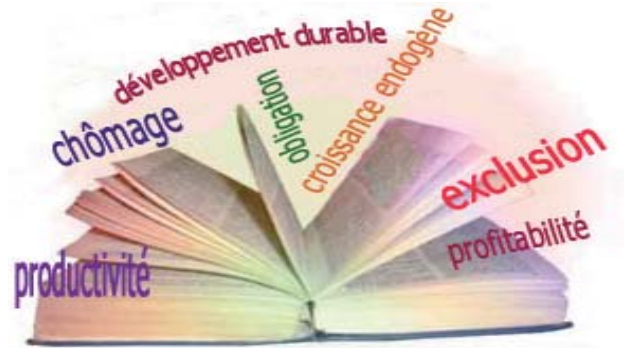 développement durable
chômage
obligation
croissance endogène
exclusion
profitabilité
productivité